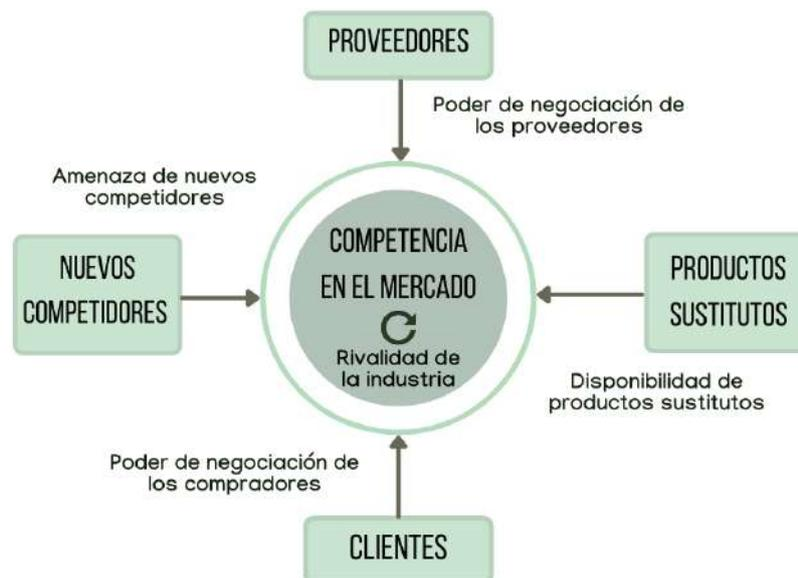 PROVEEDORES
Poder de negociación de
los proveedores
Amenaza de nuevos
competidores
NUEVOS
COMPETIDORES
COMPETENCIA
EN EL MERCADO
Rivalidad de
la industria
PRODUCTOS
SUSTITUTOS
Disponibilidad de
productos sustitutos
Poder de negociación de
los compradores
CLIENTES